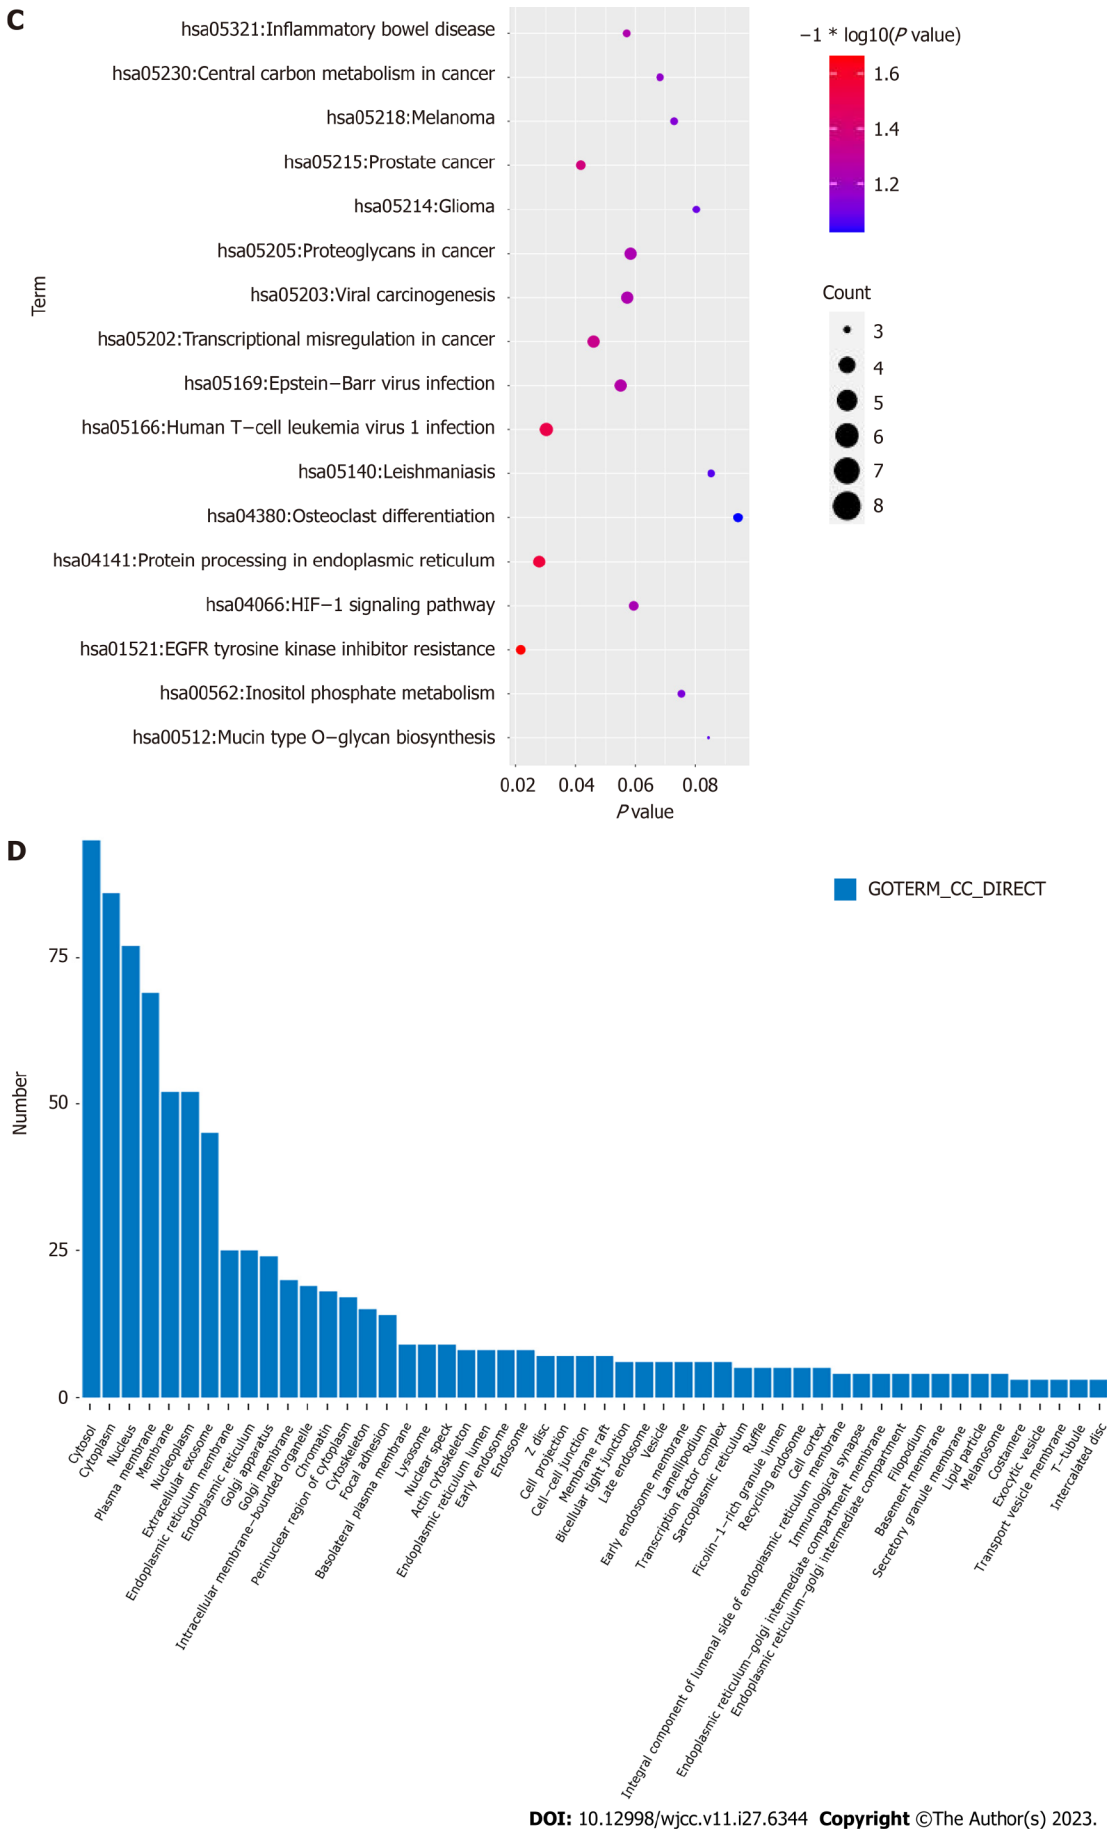 C
hsa05321:Inflammatory bowel disease
hsa05230:Central carbon metabolism in cancer
hsa05218:Melanoma
hsa05215:Prostate cancer
hsa05214:Glioma
hsa05205:Proteoglycans in cancer
hsa05203:Viral carcinogenesis
hsa05202:Transcriptional misregulation in cancer
hsa05169:Epstein−Barr virus infection
hsa05166:Human T−cell leukemia virus 1 infection
hsa05140:Leishmaniasis
hsa04380:Osteoclast differentiation
hsa04141:Protein processing in endoplasmic reticulum
hsa04066:HIF−1 signaling pathway
hsa01521:EGFR tyrosine kinase inhibitor resistance
hsa00562:Inositol phosphate metabolism
hsa00512:Mucin type O−glycan biosynthesis
Term
0.02 0.04 0.06 0.08
P value
−1 * log10(P value)
1.6
1.4
1.2
Count
3
4
5
6
7
8
D
GOTERM_CC_DIRECT
Number
75
50
25
0
Cytosol
Cytoplasm
Nucleus
Plasma membrane
Membrane
Nucleoplasm
Extracellular exosome
Endoplasmic reticulum membrane
Endoplasmic reticulum
Golgi apparatus
Golgi membrane
Intracellular membrane−bounded organelle
Chromatin
Perinuclear region of cytoplasm
Cytoskeleton
Focal adhesion
Basolateral plasma membrane
Lysosome
Nuclear speck
Actin cytoskeleton
Endoplasmic reticulum lumen
Early endosome
Endosome
Z disc
Cell projection
Cell−cell junction
Membrane raft
Bicellular tight junction
Late endosome
Vesicle
Early endosome membrane
Lamellipodium
Transcription factor complex
Sarcoplasmic reticulum
Ruffle
Ficolin−1−rich granule lumen
Recycling endosome
Cell cortex
Integral component of lumenal side of endoplasmic reticulum membrane
Immunological synapse
Endoplasmic reticulum−golgi intermediate compartment membrane
Endoplasmic reticulum−golgi intermediate compartment
Filopodium
Basement membrane
Secretory granule membrane
Lipid particle
Melanosome
Costamere
Exocytic vesicle
Transport vesicle membrane
T−tubule
Intercalated disc
DOI: 10.12998/wjcc.v11.i27.6344 Copyright ©The Author(s) 2023.